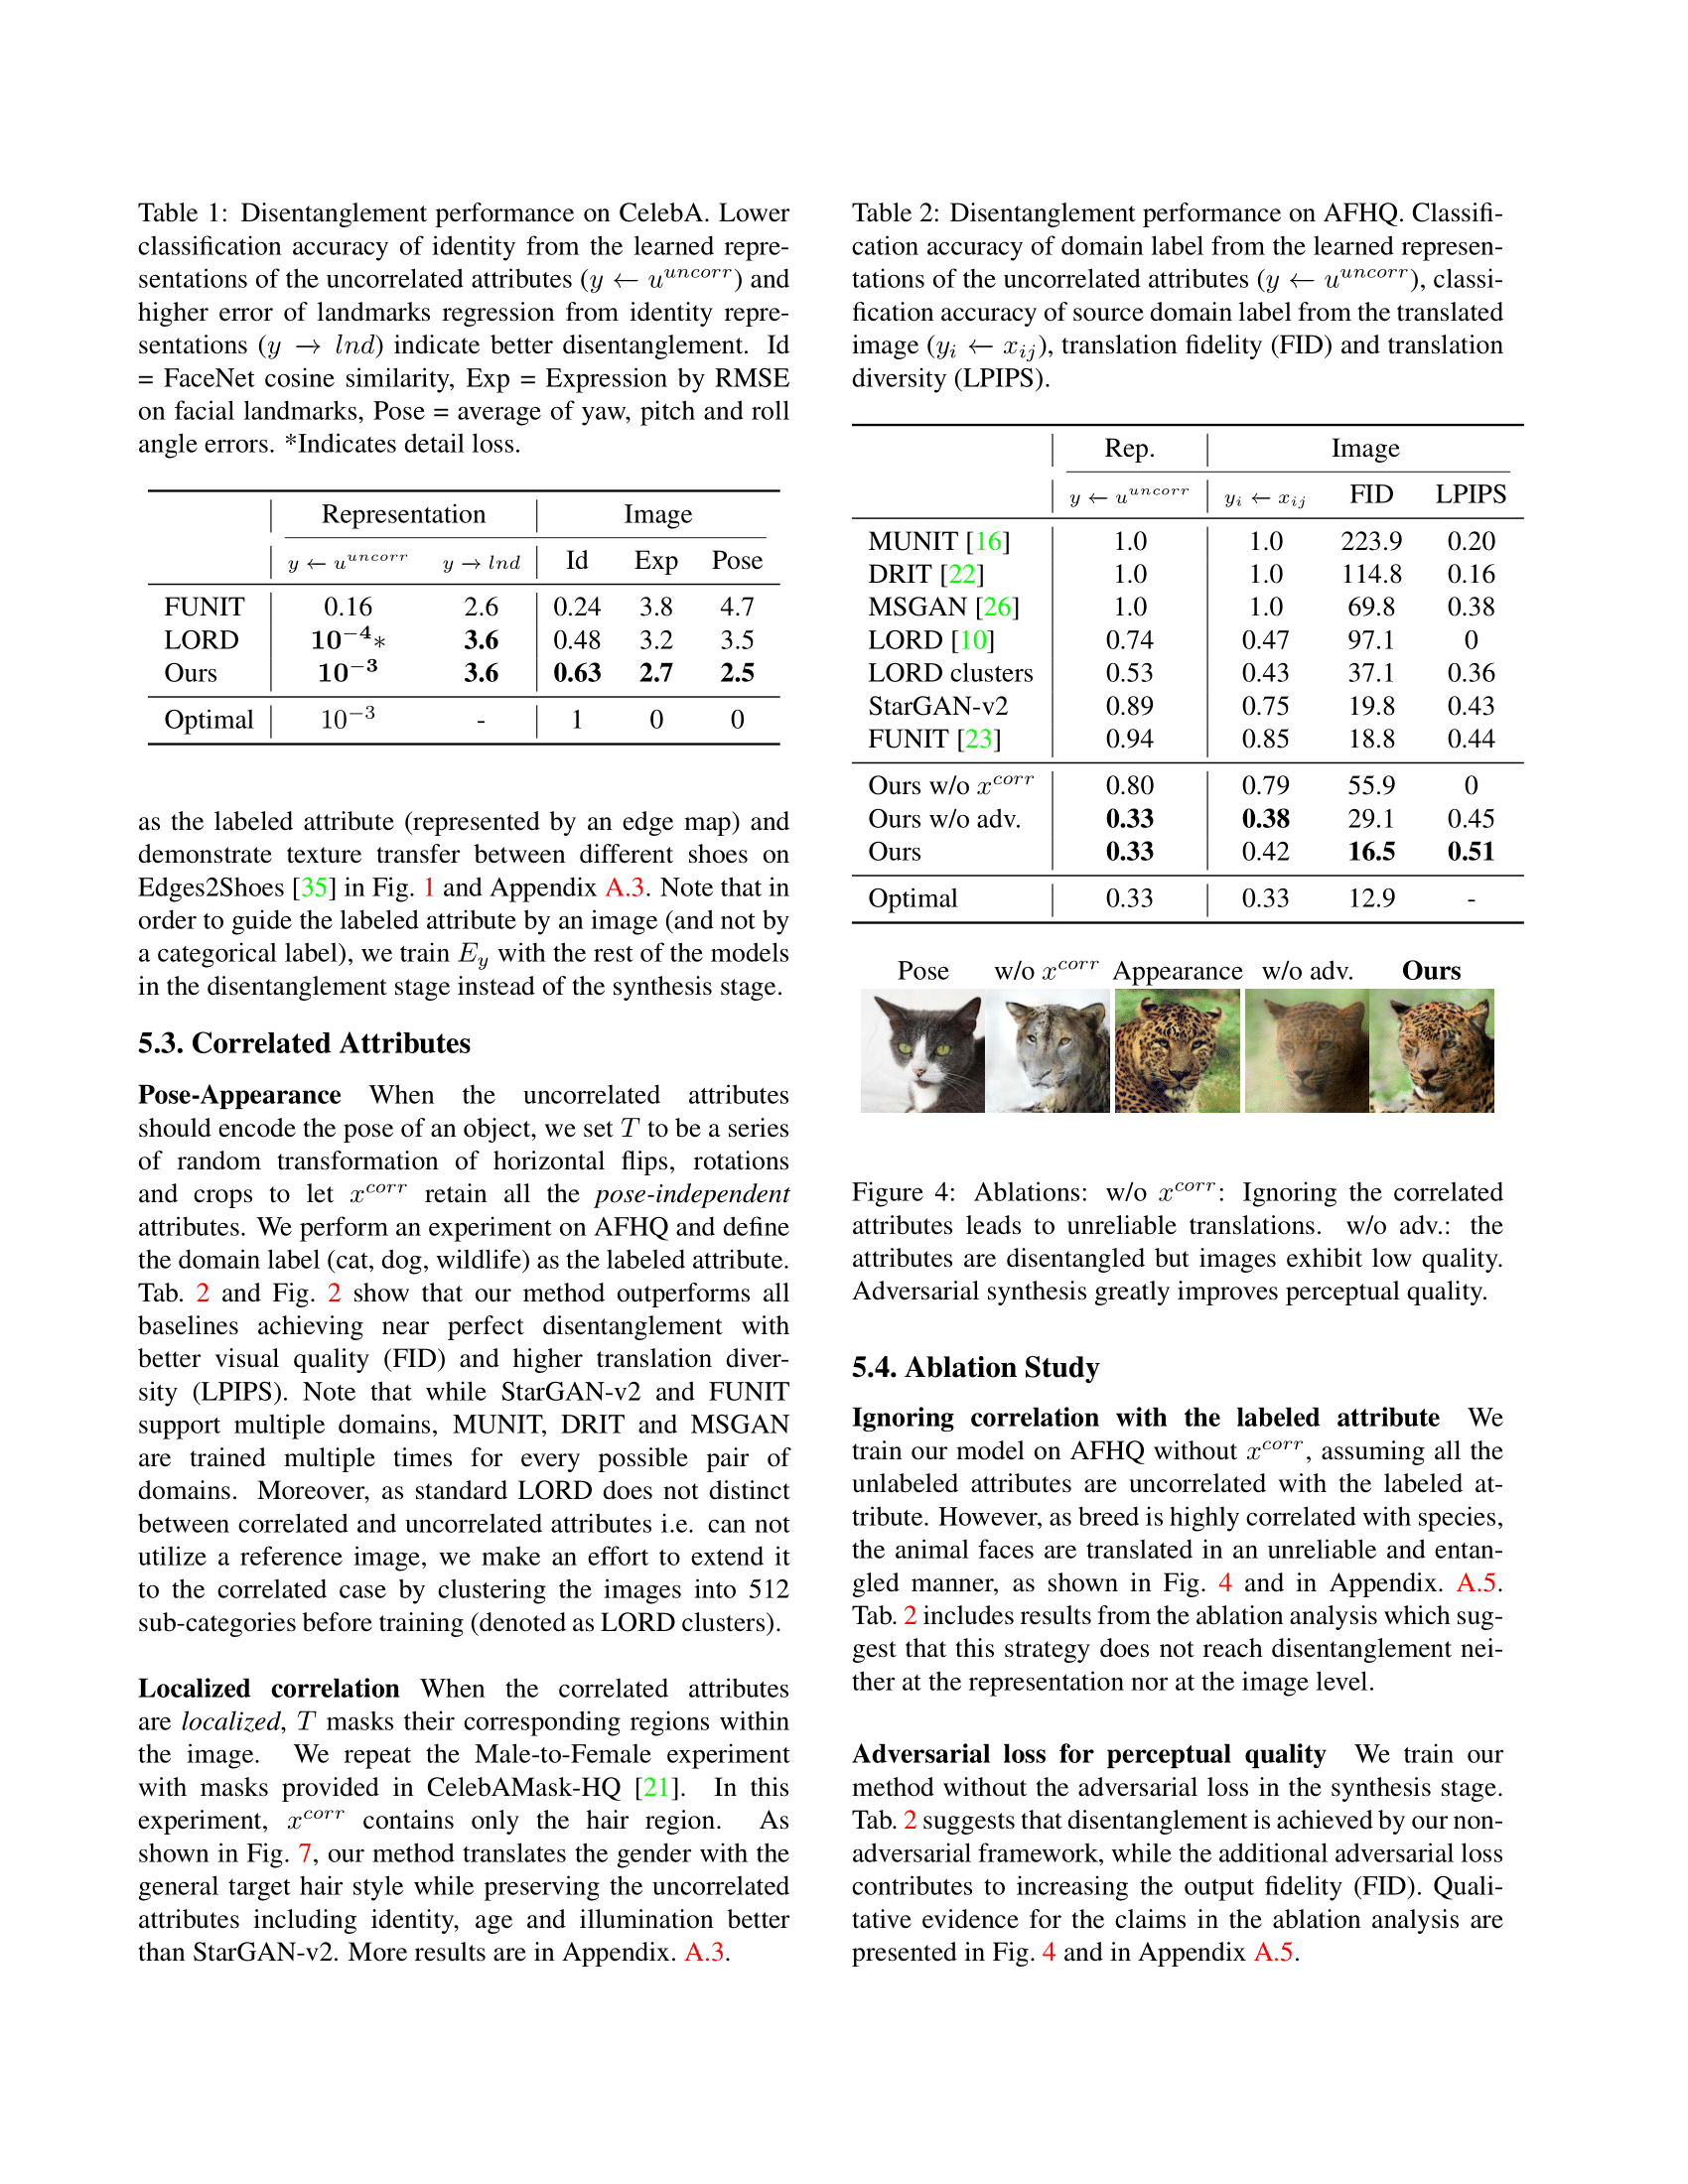 Table 1: Disentanglement performance on CelebA. Lower
classification accuracy of identity from the learned repre-
sentations of the uncorrelated attributes (y ← u^{uncorr}) and
higher error of landmarks regression from identity repre-
sentations (y → lnd) indicate better disentanglement. Id
= FaceNet cosine similarity, Exp = Expression by RMSE
on facial landmarks, Pose = average of yaw, pitch and roll
angle errors. *Indicates detail loss.
Representation Image
y ← u^{uncorr} y → lnd Id Exp Pose
FUNIT 0.16 2.6 0.24 3.8 4.7
LORD 10^{-4}* 3.6 0.48 3.2 3.5
Ours 10^{-3} 3.6 0.63 2.7 2.5
Optimal 10^{-3} - 1 0 0
as the labeled attribute (represented by an edge map) and
demonstrate texture transfer between different shoes on
Edges2Shoes [35] in Fig. 1 and Appendix A.3. Note that in
order to guide the labeled attribute by an image (and not by
a categorical label), we train E_y with the rest of the models
in the disentanglement stage instead of the synthesis stage.
5.3. Correlated Attributes
Pose-Appearance When the uncorrelated attributes
should encode the pose of an object, we set T to be a series
of random transformation of horizontal flips, rotations
and crops to let x^{corr} retain all the pose-independent
attributes. We perform an experiment on AFHQ and define
the domain label (cat, dog, wildlife) as the labeled attribute.
Tab. 2 and Fig. 2 show that our method outperforms all
baselines achieving near perfect disentanglement with
better visual quality (FID) and higher translation diver-
sity (LPIPS). Note that while StarGAN-v2 and FUNIT
support multiple domains, MUNIT, DRIT and MSGAN
are trained multiple times for every possible pair of
domains. Moreover, as standard LORD does not distinct
between correlated and uncorrelated attributes i.e. can not
utilize a reference image, we make an effort to extend it
to the correlated case by clustering the images into 512
sub-categories before training (denoted as LORD clusters).
Localized correlation When the correlated attributes
are localized, T masks their corresponding regions within
the image. We repeat the Male-to-Female experiment
with masks provided in CelebAMask-HQ [21]. In this
experiment, x^{corr} contains only the hair region. As
shown in Fig. 7, our method translates the gender with the
general target hair style while preserving the uncorrelated
attributes including identity, age and illumination better
than StarGAN-v2. More results are in Appendix. A.3.
Table 2: Disentanglement performance on AFHQ. Classifi-
cation accuracy of domain label from the learned represen-
tations of the uncorrelated attributes (y ← u^{uncorr}), classi-
fication accuracy of source domain label from the translated
image (y_i ← x_{ij}), translation fidelity (FID) and translation
diversity (LPIPS).
Rep. Image
y ← u^{uncorr} y_i ← x_{ij} FID LPIPS
MUNIT [16] 1.0 1.0 223.9 0.20
DRIT [22] 1.0 1.0 114.8 0.16
MSGAN [26] 1.0 1.0 69.8 0.38
LORD [10] 0.74 0.47 97.1 0
LORD clusters 0.53 0.43 37.1 0.36
StarGAN-v2 0.89 0.75 19.8 0.43
FUNIT [23] 0.94 0.85 18.8 0.44
Ours w/o x^{corr} 0.80 0.79 55.9 0
Ours w/o adv. 0.33 0.38 29.1 0.45
Ours 0.33 0.42 16.5 0.51
Optimal 0.33 0.33 12.9 -
Pose w/o x^{corr} Appearance w/o adv. Ours
Figure 4: Ablations: w/o x^{corr}: Ignoring the correlated
attributes leads to unreliable translations. w/o adv.: the
attributes are disentangled but images exhibit low quality.
Adversarial synthesis greatly improves perceptual quality.
5.4. Ablation Study
Ignoring correlation with the labeled attribute We
train our model on AFHQ without x^{corr}, assuming all the
unlabeled attributes are uncorrelated with the labeled at-
tribute. However, as breed is highly correlated with species,
the animal faces are translated in an unreliable and entan-
gled manner, as shown in Fig. 4 and in Appendix. A.5.
Tab. 2 includes results from the ablation analysis which sug-
gest that this strategy does not reach disentanglement nei-
ther at the representation nor at the image level.
Adversarial loss for perceptual quality We train our
method without the adversarial loss in the synthesis stage.
Tab. 2 suggests that disentanglement is achieved by our non-
adversarial framework, while the additional adversarial loss
contributes to increasing the output fidelity (FID). Quali-
tative evidence for the claims in the ablation analysis are
presented in Fig. 4 and in Appendix A.5.